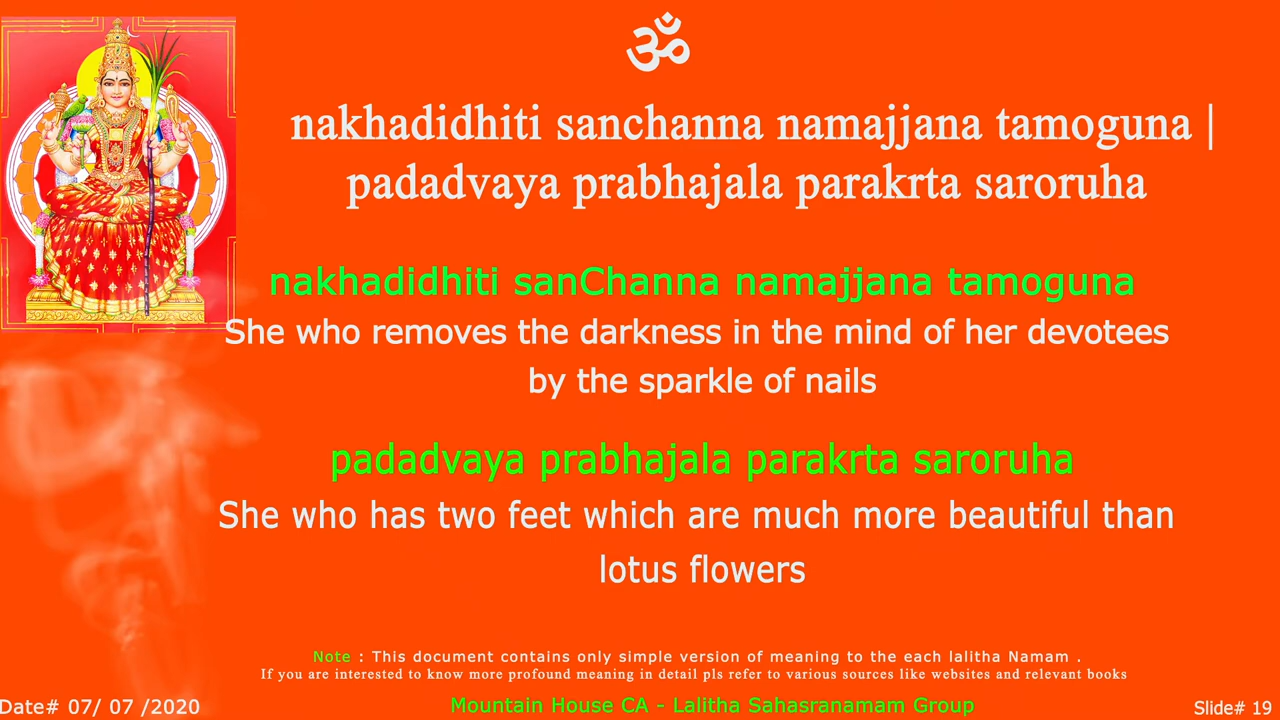 ॐ
nakhadidhiti sanchanna namajjana tamoguna |
padadvaya prabhajala parakrta saroruha
nakhadidhiti sanChanna namajjana tamoguna
She who removes the darkness in the mind of her devotees
by the sparkle of nails
padadvaya prabhajala parakrta saroruha
She who has two feet which are much more beautiful than
lotus flowers
Note : This document contains only simple version of meaning to the each lalitha Namam .
If you are interested to know more profound meaning in detail pls refer to various sources like websites and relevant books
Date# 07/ 07 /2020
Mountain House CA - Lalitha Sahasranamam Group
Slide# 19